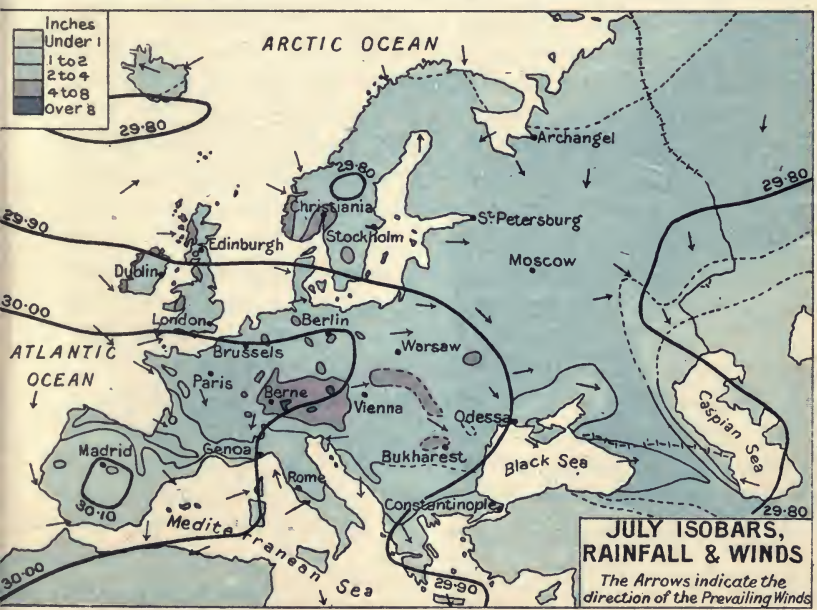 Inches
Under 1
1 to 2
2 to 4
4 to 8
Over 8
ARCTIC OCEAN
29·80
29·80
Archangel
29·80
Christiania
29·90
St Petersburg
Edinburgh
Stockholm
Dublin
Moscow
30·00
London
Berlin
ATLANTIC
OCEAN
Brussels
Warsaw
Paris
Berne
Vienna
Caspian Sea
Odessa
Madrid
Genoa
Bukharest
Black Sea
Rome
30·10
Constantinople
Mediterranean Sea
29·80
30·00
29·90
JULY ISOBARS,
RAINFALL & WINDS
The Arrows indicate the
direction of the Prevailing Winds